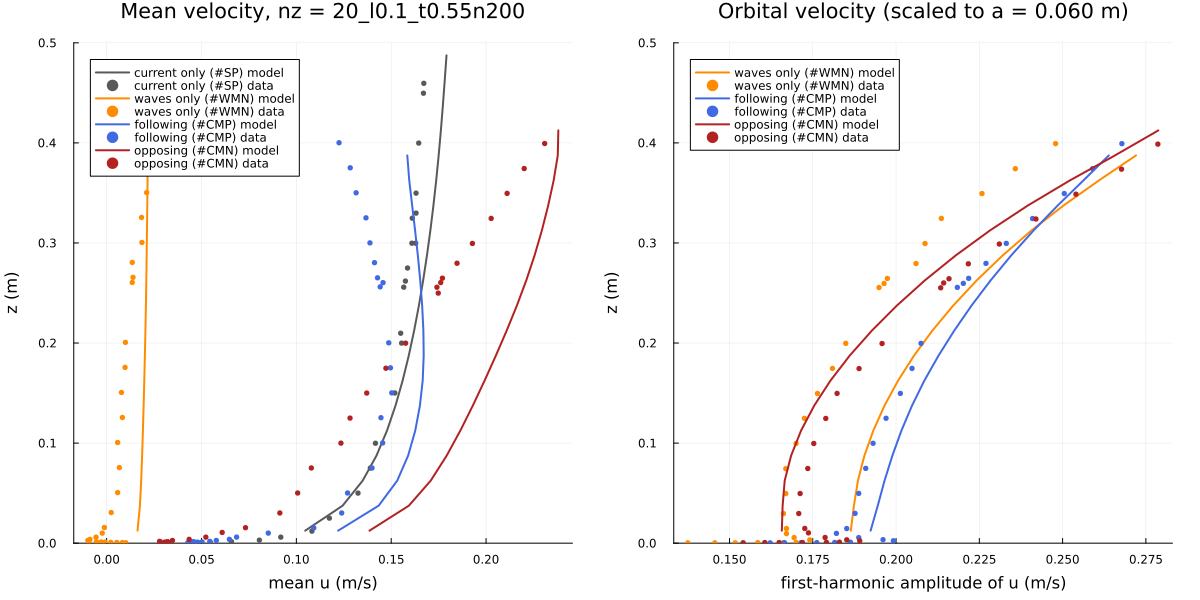 Mean velocity, nz = 20_l0.1_t0.55n200
0.5
0.4
0.3
0.2
0.1
0.0
z (m)
current only (#SP) model
current only (#SP) data
waves only (#WMN) model
waves only (#WMN) data
following (#CMP) model
following (#CMP) data
opposing (#CMN) model
opposing (#CMN) data
0.00 0.05 0.10 0.15 0.20
mean u (m/s)
Orbital velocity (scaled to a = 0.060 m)
0.5
0.4
0.3
0.2
0.1
0.0
z (m)
waves only (#WMN) model
waves only (#WMN) data
following (#CMP) model
following (#CMP) data
opposing (#CMN) model
opposing (#CMN) data
0.150 0.175 0.200 0.225 0.250 0.275
first-harmonic amplitude of u (m/s)